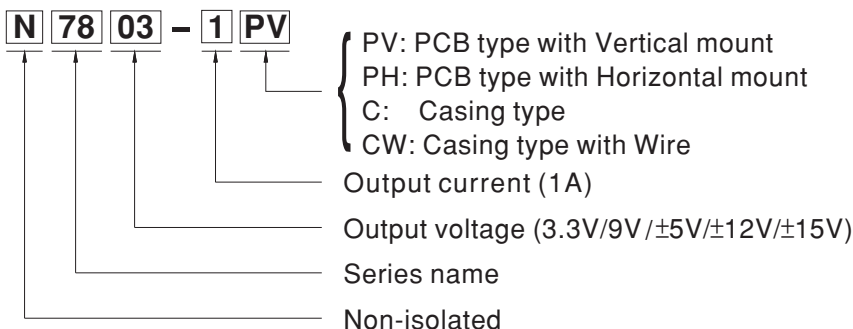 N 78 03 – 1 PV
PV: PCB type with Vertical mount
PH: PCB type with Horizontal mount
C: Casing type
CW: Casing type with Wire
Output current (1A)
Output voltage (3.3V/9V/±5V/±12V/±15V)
Series name
Non-isolated